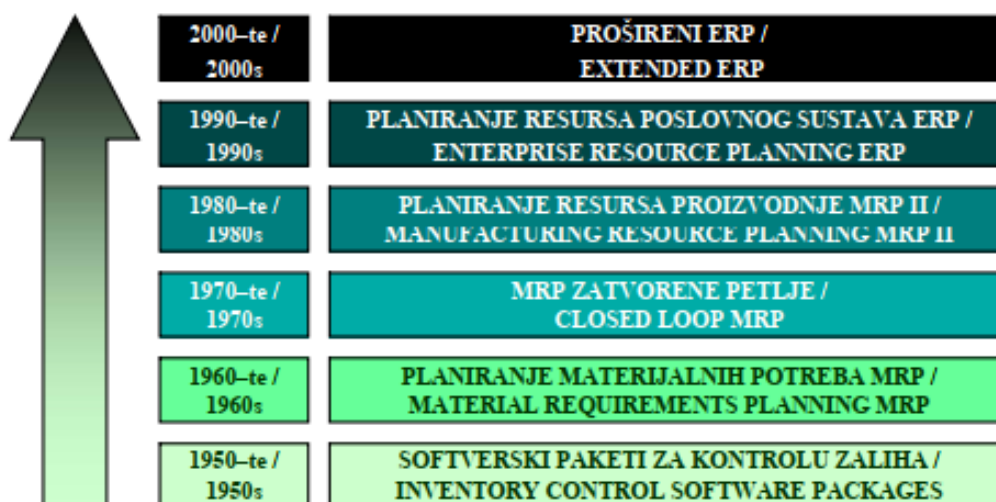 2000–te /
2000s
PROŠIRENI ERP /
EXTENDED ERP
1990–te /
1990s
PLANIRANJE RESURSA POSLOVNOG SUSTAVA ERP /
ENTERPRISE RESOURCE PLANNING ERP
1980–te /
1980s
PLANIRANJE RESURSA PROIZVODNJE MRP II /
MANUFACTURING RESOURCE PLANNING MRP II
1970–te /
1970s
MRP ZATVORENE PETLJE /
CLOSED LOOP MRP
1960–te /
1960s
PLANIRANJE MATERIJALNIH POTREBA MRP /
MATERIAL REQUIREMENTS PLANNING MRP
1950–te /
1950s
SOFTVERSKI PAKETI ZA KONTROLU ZALIHA /
INVENTORY CONTROL SOFTWARE PACKAGES